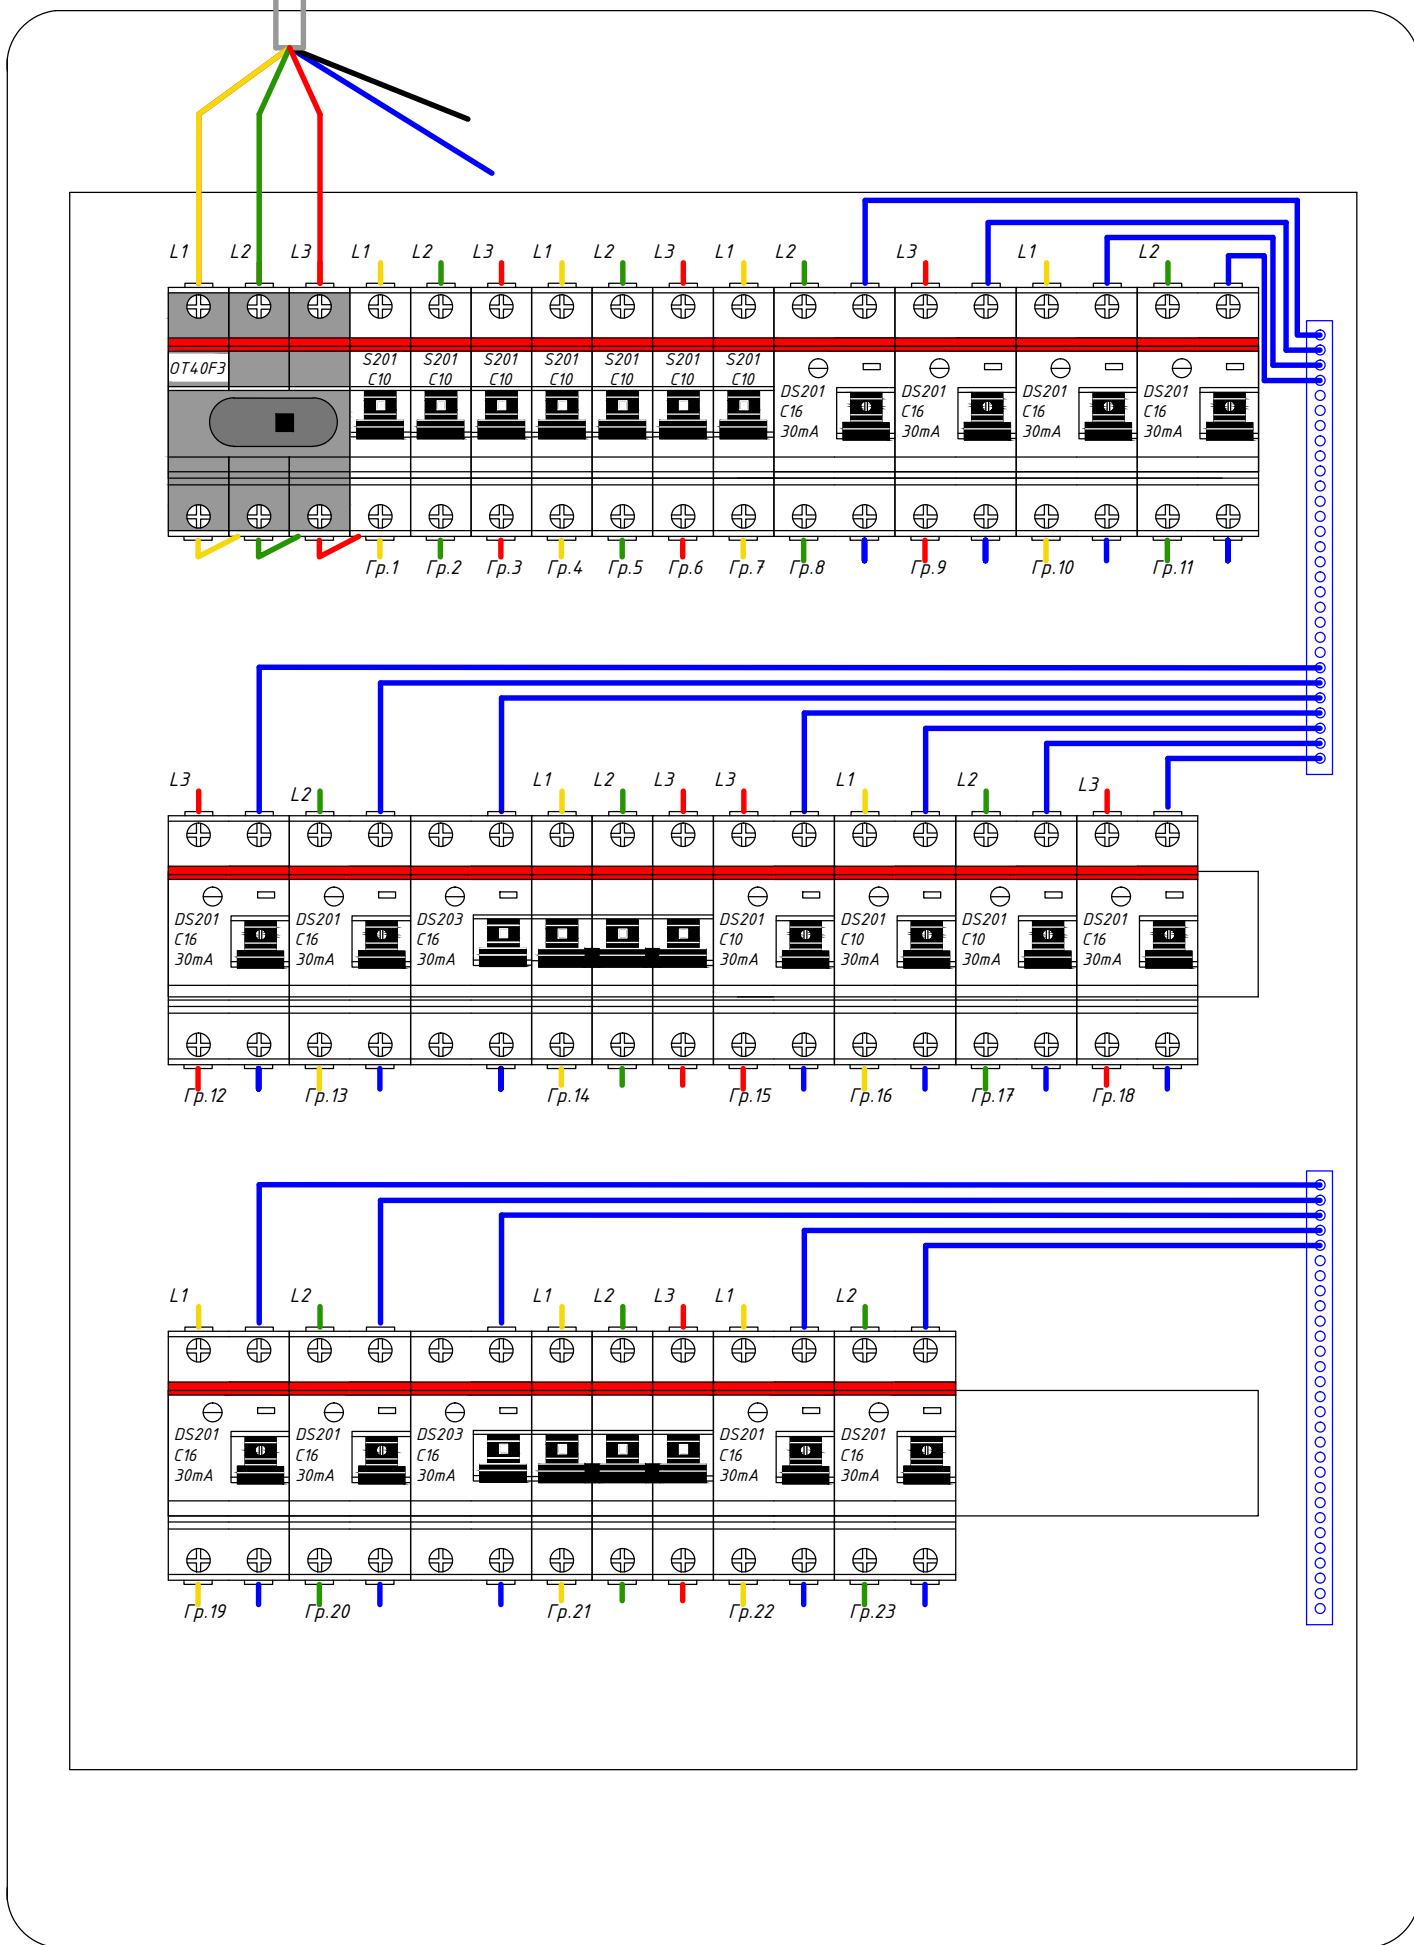 L1 L2 L3 L1 L2 L3 L1 L2 L3 L1 L2 L3 L1 L2
OT40F3
S201 S201 S201 S201 S201 S201 S201
C10 C10 C10 C10 C10 C10 C10
DS201 DS201 DS201 DS201
C16 C16 C16 C16
30mA 30mA 30mA 30mA
Гр.1 Гр.2 Гр.3 Гр.4 Гр.5 Гр.6 Гр.7 Гр.8 Гр.9 Гр.10 Гр.11
L3 L2 L1 L2 L3 L3 L1 L2 L3
DS201 DS201 DS203 DS201 DS201 DS201 DS201
C16 C16 C16 C10 C10 C10 C16
30mA 30mA 30mA 30mA 30mA 30mA 30mA
Гр.12 Гр.13 Гр.14 Гр.15 Гр.16 Гр.17 Гр.18
L1 L2 L1 L2 L3 L1 L2
DS201 DS201 DS203 DS201 DS201
C16 C16 C16 C16 C16
30mA 30mA 30mA 30mA 30mA
Гр.19 Гр.20 Гр.21 Гр.22 Гр.23